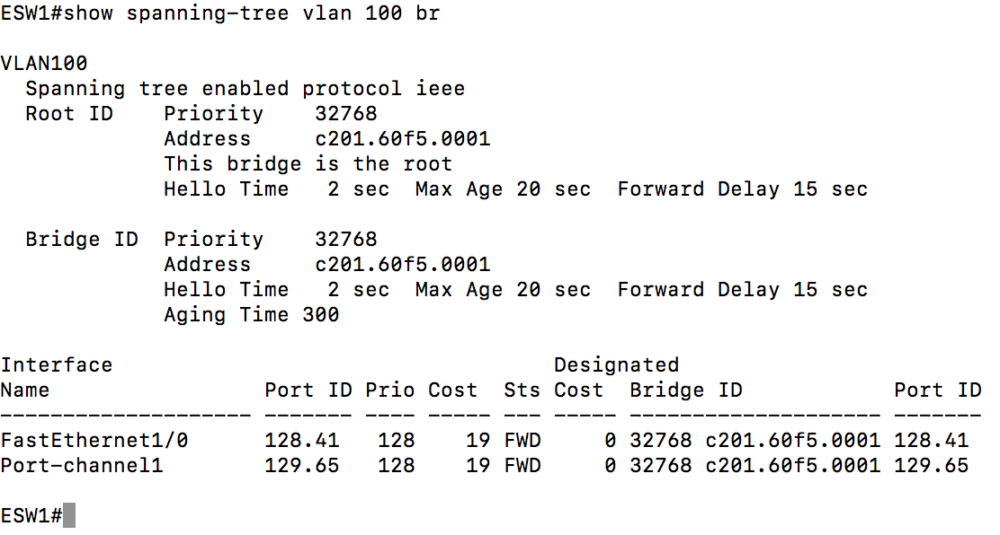 ESW1#show spanning-tree vlan 100 br

VLAN100
  Spanning tree enabled protocol ieee
  Root ID    Priority    32768
             Address     c201.60f5.0001
             This bridge is the root
             Hello Time   2 sec  Max Age 20 sec  Forward Delay 15 sec

  Bridge ID  Priority    32768
             Address     c201.60f5.0001
             Hello Time   2 sec  Max Age 20 sec  Forward Delay 15 sec
             Aging Time 300

Interface                                   Designated
Name                 Port ID Prio Cost  Sts Cost  Bridge ID            Port ID
-------------------- ------- ---- ----- --- ----- -------------------- -------
FastEthernet1/0      128.41   128    19 FWD     0 32768 c201.60f5.0001 128.41
Port-channel1        129.65   128    19 FWD     0 32768 c201.60f5.0001 129.65

ESW1#